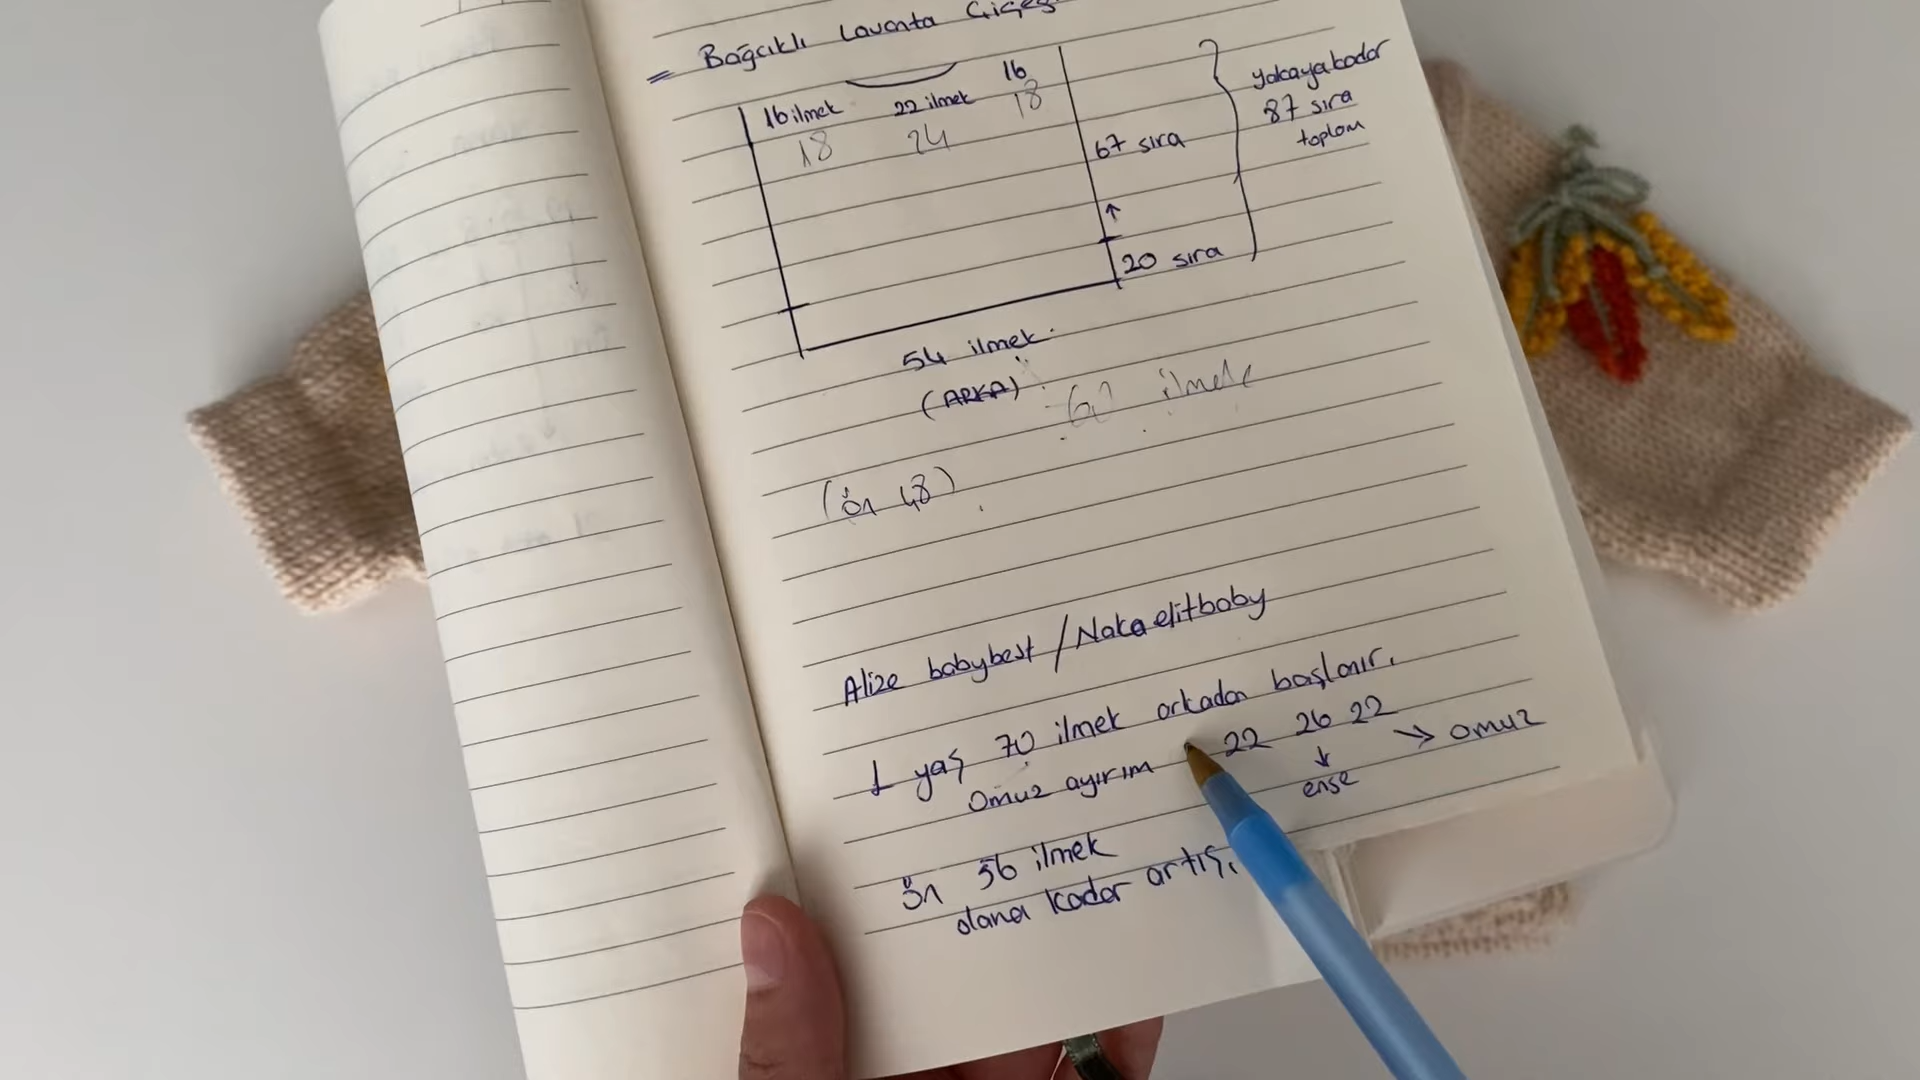 = Bağcıklı Lavanta Çiçeği
16 ilmek 22 ilmek 16
18 24 18
67 sıra
↑
20 sıra
yakaya kadar
87 sıra
toplam
54 ilmek
(ARKA)
60 ilmek
(ön 48)
Alize babybest / Nako elitbaby
1 yaş 70 ilmek arkadan başlanır.
Omuz ayırım 22 26 22 → omuz
↓
ense
Ön 56 ilmek
olana kadar artış.